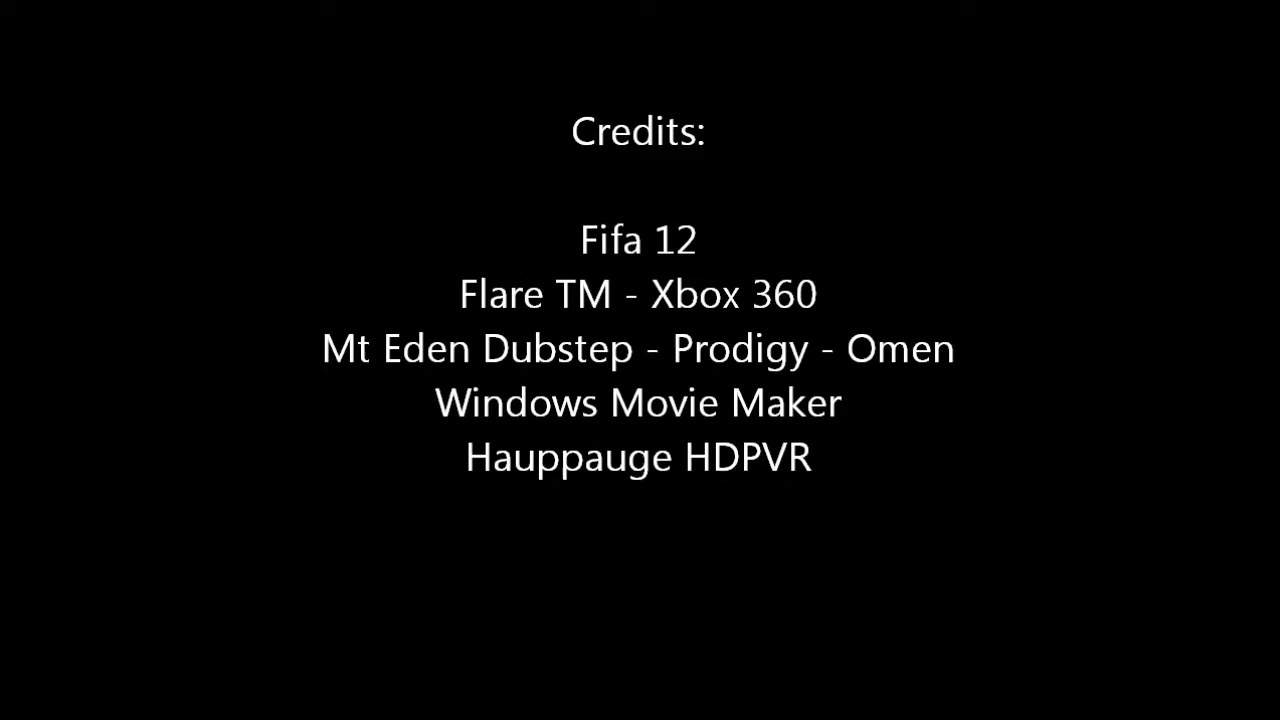 Credits:
Fifa 12
Flare TM - Xbox 360
Mt Eden Dubstep - Prodigy - Omen
Windows Movie Maker
Hauppauge HDPVR